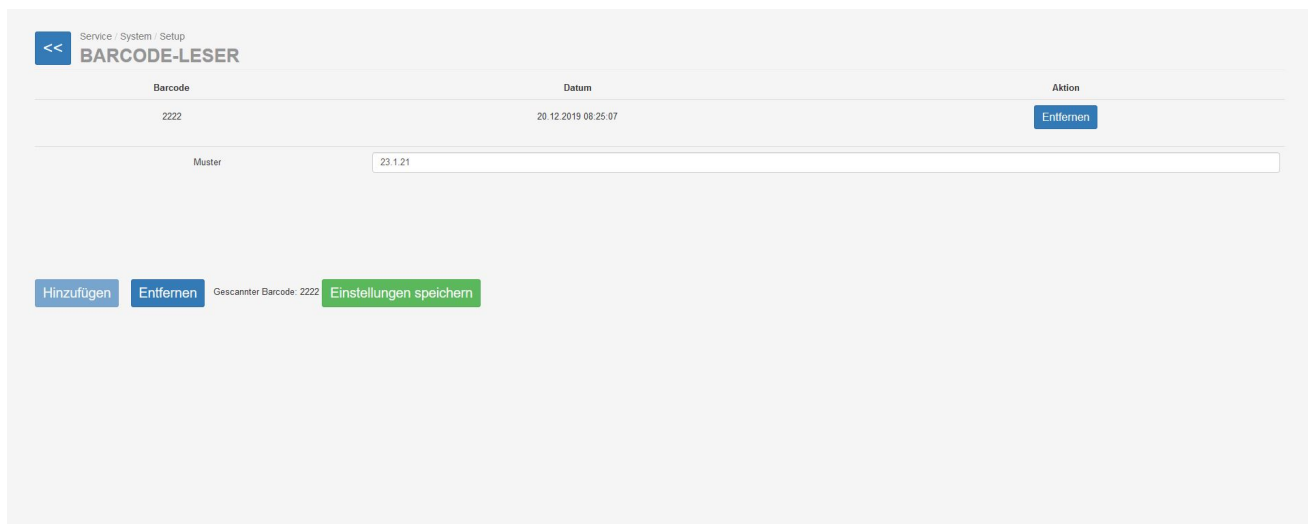 <<
Service / System / Setup
BARCODE-LESER
Barcode Datum Aktion
2222 20.12.2019 08:25:07 Entfernen
Muster 23.1.21
Hinzufügen Entfernen Gescannter Barcode: 2222 Einstellungen speichern